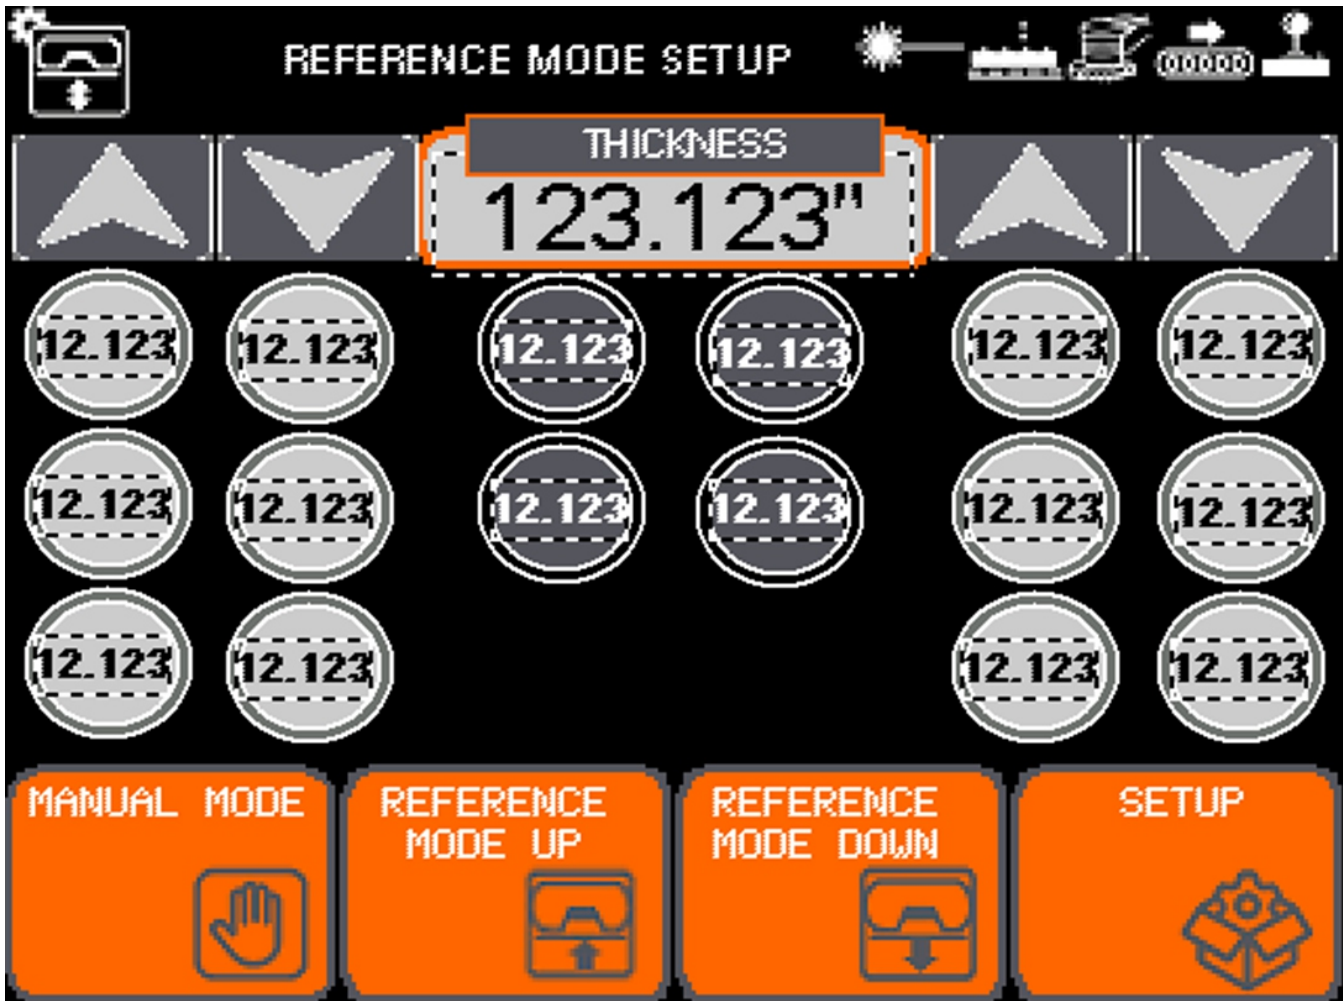 REFERENCE MODE SETUP
THICKNESS
123.123"
12.123 12.123 12.123 12.123 12.123 12.123
12.123 12.123 12.123 12.123 12.123 12.123
12.123 12.123 12.123 12.123
MANUAL MODE
REFERENCE
MODE UP
REFERENCE
MODE DOWN
SETUP